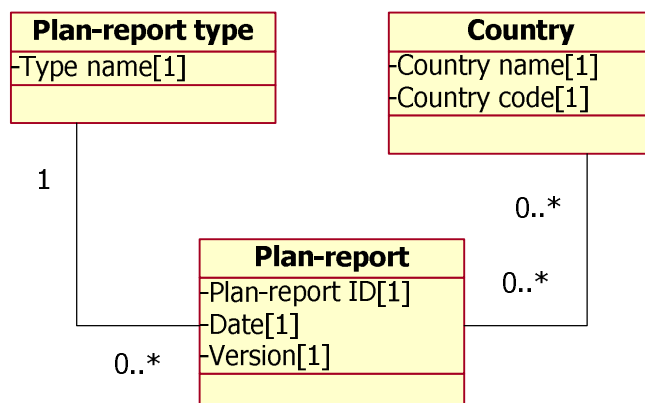 Plan-report type
-Type name[1]
Country
-Country name[1]
-Country code[1]
1
0..*
Plan-report
-Plan-report ID[1]
-Date[1]
-Version[1]
0..*
0..*